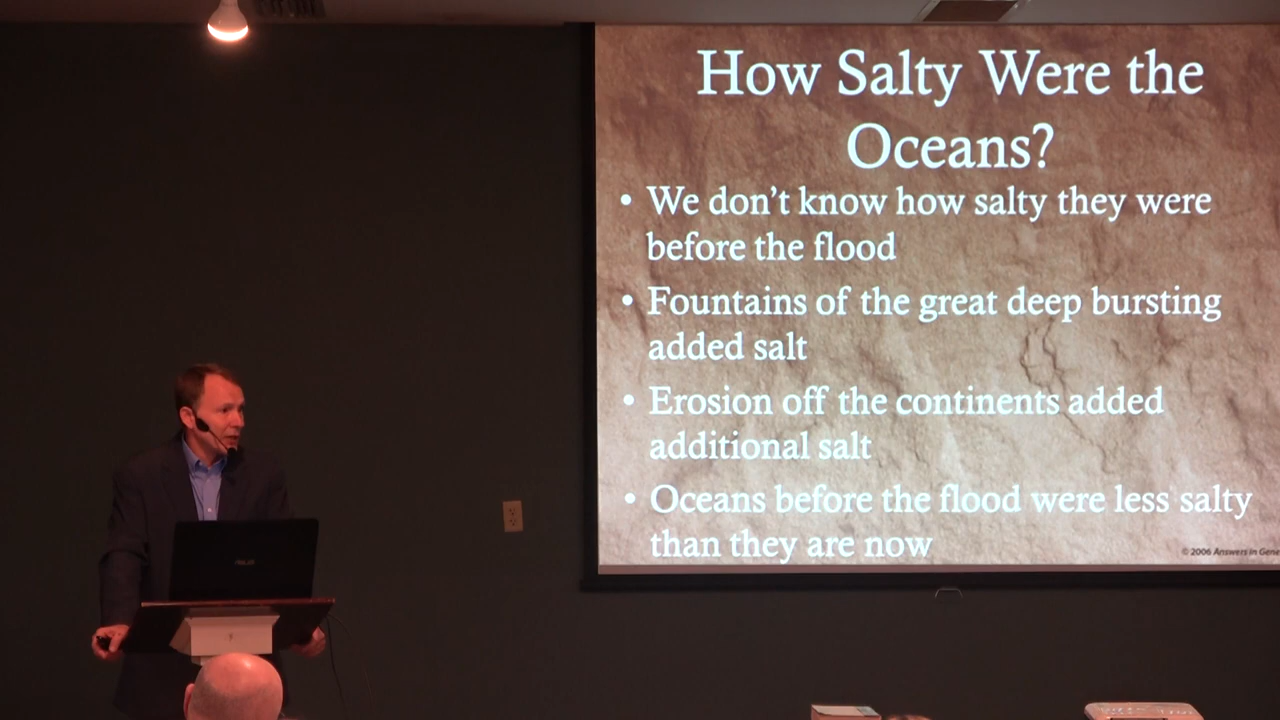 How Salty Were the
Oceans?
• We don't know how salty they were
before the flood
• Fountains of the great deep bursting
added salt
• Erosion off the continents added
additional salt
• Oceans before the flood were less salty
than they are now
© 2006 Answers in Gene
ASUS